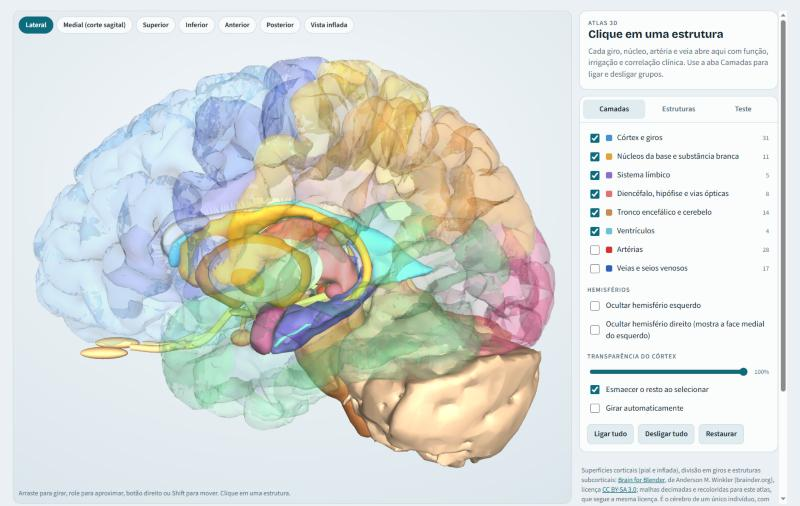 Lateral
Medial (corte sagital)
Superior
Inferior
Anterior
Posterior
Vista inflada
ATLAS 3D
Clique em uma estrutura
Cada giro, núcleo, artéria e veia abre aqui com função,
irrigação e correlação clínica. Use a aba Camadas para
ligar e desligar grupos.
Camadas
Estruturas
Teste
Córtex e giros 31
Núcleos da base e substância branca 11
Sistema límbico 5
Diencéfalo, hipófise e vias ópticas 8
Tronco encefálico e cerebelo 14
Ventrículos 4
Artérias 28
Veias e seios venosos 17
HEMISFÉRIOS
Ocultar hemisfério esquerdo
Ocultar hemisfério direito (mostra a face medial
do esquerdo)
TRANSPARÊNCIA DO CÓRTEX
100%
Esmaecer o resto ao selecionar
Girar automaticamente
Ligar tudo
Desligar tudo
Restaurar
Superfícies corticais (pial e inflada), divisão em giros e estruturas
subcorticais: Brain for Blender, de Anderson M. Winkler (brainder.org),
licença CC BY-SA 3.0; malhas decimadas e recoloridas para este atlas,
que segue a mesma licença. É o cérebro de um único indivíduo, com
Arraste para girar, role para aproximar, botão direito ou Shift para mover. Clique em uma estrutura.